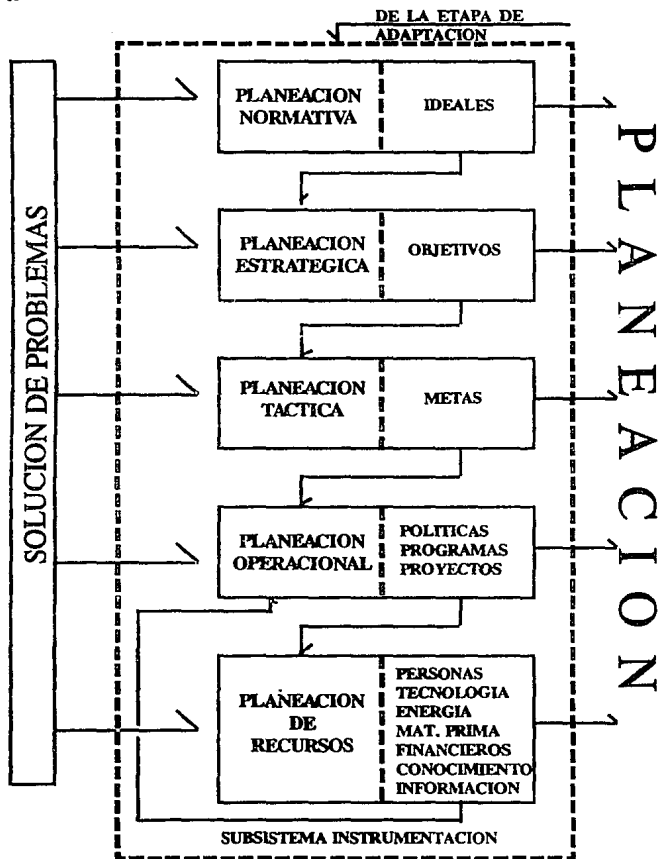 DE LA ETAPA DE
ADAPTACION
SOLUCION DE PROBLEMAS
PLANEACION
NORMATIVA
IDEALES
PLANEACION
ESTRATEGICA
OBJETIVOS
PLANEACION
TACTICA
METAS
PLANEACION
OPERACIONAL
POLITICAS
PROGRAMAS
PROYECTOS
PLANEACION
DE
RECURSOS
PERSONAS
TECNOLOGIA
ENERGIA
MAT. PRIMA
FINANCIEROS
CONOCIMIENTO
INFORMACION
SUBSISTEMA INSTRUMENTACION
PLANEACION